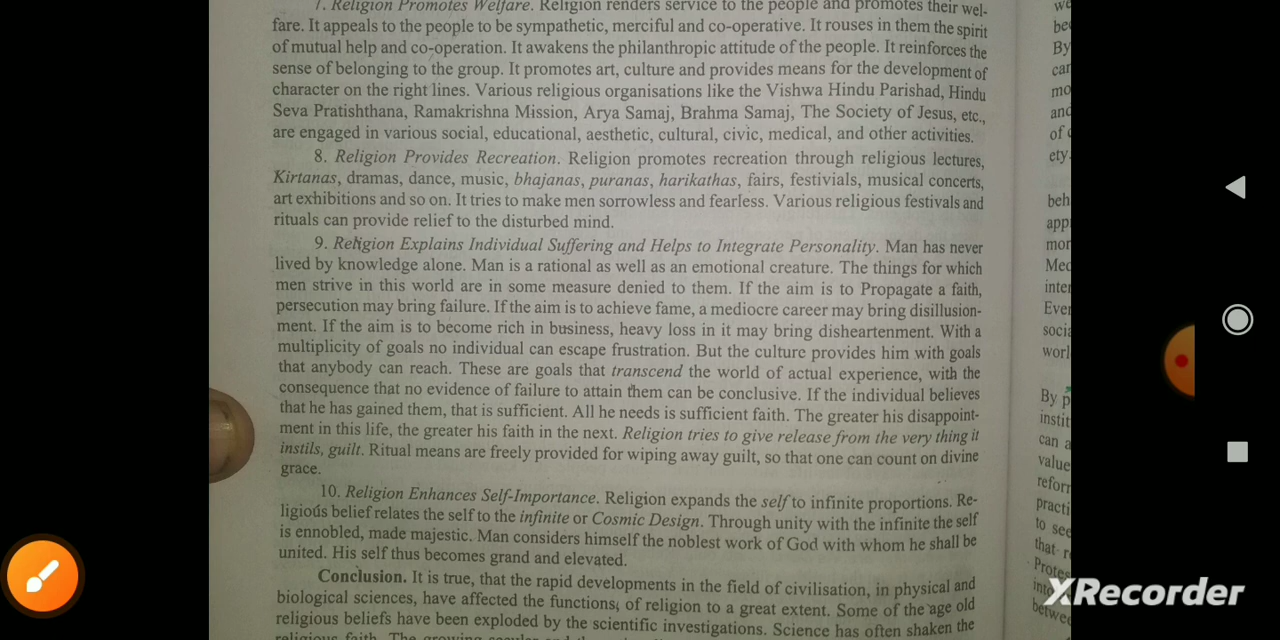 7. Religion Promotes Welfare. Religion renders service to the people and promotes their wel-
fare. It appeals to the people to be sympathetic, merciful and co-operative. It rouses in them the spirit
of mutual help and co-operation. It awakens the philanthropic attitude of the people. It reinforces the
sense of belonging to the group. It promotes art, culture and provides means for the development of
character on the right lines. Various religious organisations like the Vishwa Hindu Parishad, Hindu
Seva Pratishthana, Ramakrishna Mission, Arya Samaj, Brahma Samaj, The Society of Jesus, etc.,
are engaged in various social, educational, aesthetic, cultural, civic, medical, and other activities.
8. Religion Provides Recreation. Religion promotes recreation through religious lectures,
Kirtanas, dramas, dance, music, bhajanas, puranas, harikathas, fairs, festivials, musical concerts,
art exhibitions and so on. It tries to make men sorrowless and fearless. Various religious festivals and
rituals can provide relief to the disturbed mind.
9. Religion Explains Individual Suffering and Helps to Integrate Personality. Man has never
lived by knowledge alone. Man is a rational as well as an emotional creature. The things for which
men strive in this world are in some measure denied to them. If the aim is to Propagate a faith,
persecution may bring failure. If the aim is to achieve fame, a mediocre career may bring disillusion-
ment. If the aim is to become rich in business, heavy loss in it may bring disheartenment. With a
multiplicity of goals no individual can escape frustration. But the culture provides him with goals
that anybody can reach. These are goals that transcend the world of actual experience, with the
consequence that no evidence of failure to attain them can be conclusive. If the individual believes
that he has gained them, that is sufficient. All he needs is sufficient faith. The greater his disappoint-
ment in this life, the greater his faith in the next. Religion tries to give release from the very thing it
instils, guilt. Ritual means are freely provided for wiping away guilt, so that one can count on divine
grace.
10. Religion Enhances Self-Importance. Religion expands the self to infinite proportions. Re-
ligious belief relates the self to the infinite or Cosmic Design. Through unity with the infinite the self
is ennobled, made majestic. Man considers himself the noblest work of God with whom he shall be
united. His self thus becomes grand and elevated.
Conclusion. It is true, that the rapid developments in the field of civilisation, in physical and
biological sciences, have affected the functions, of religion to a great extent. Some of the age old
religious beliefs have been exploded by the scientific investigations. Science has often shaken the
religious faith. The growing secular and
XRecorder